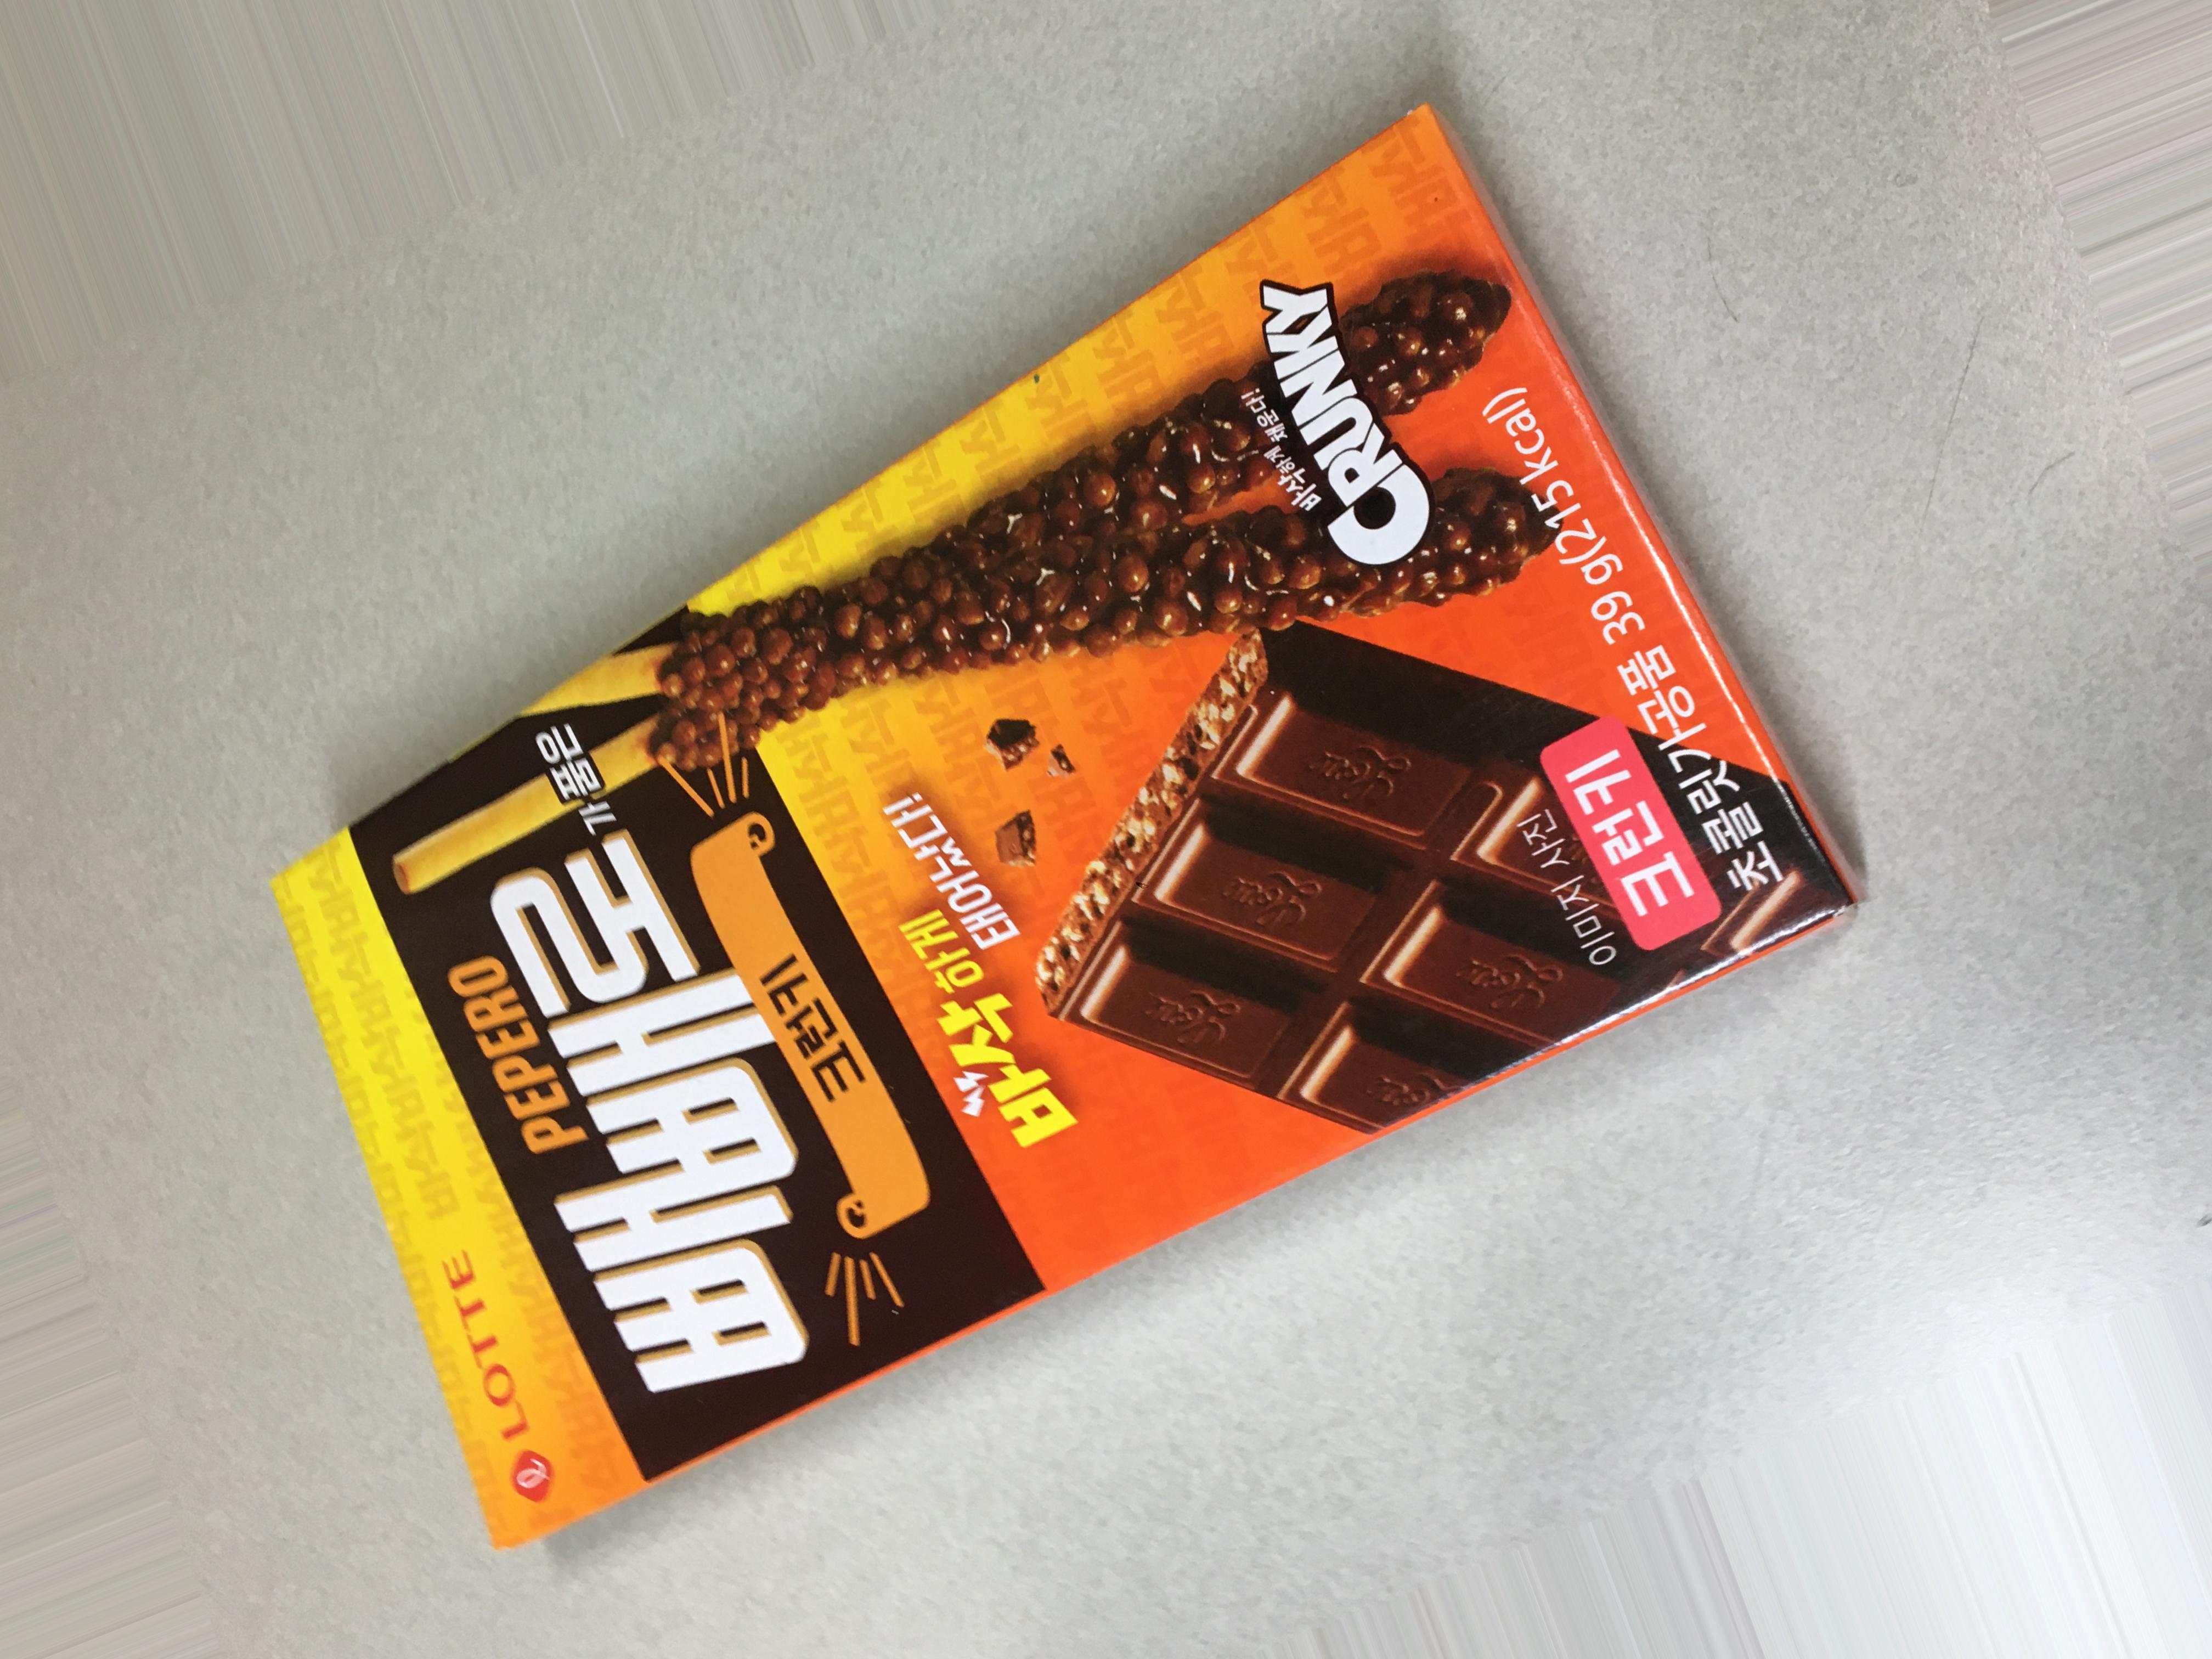 LOTTE
PEPERO
빼빼로
가 품은
크런키
바삭하게
태어났다!
바삭하게 채운다!
CRUNKY
이미지 사진
크런키
초콜릿가공품 39 g(215 kcal)